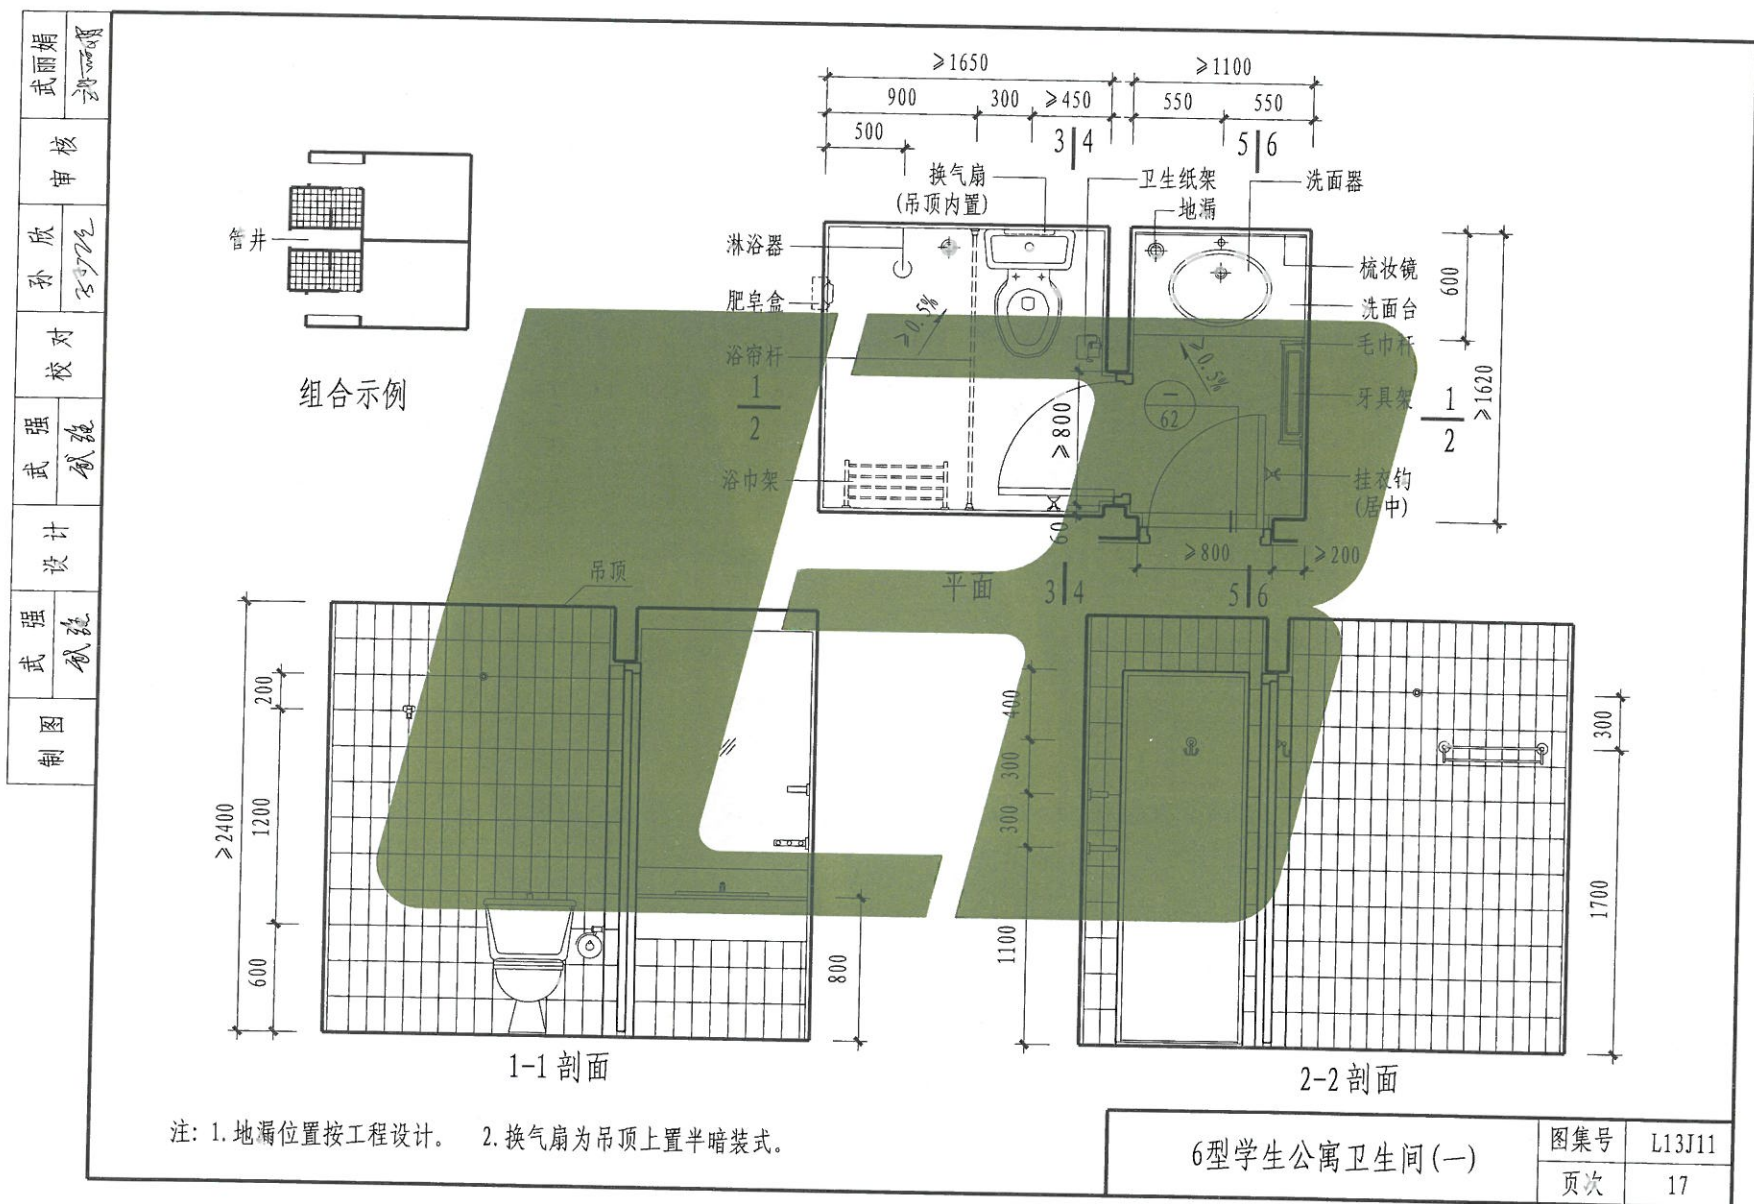 武丽娟
审核
孙欣
校对
武强
设计
武强
制图
管井
组合示例
≥1650
900
300
≥450
500
3 4
≥1100
550
550
5 6
换气扇
(吊顶内置)
卫生纸架
地漏
洗面器
淋浴器
肥皂盒
浴帘杆
1
2
浴巾架
≥0.5%
≥0.5%
梳妆镜
洗面台
毛巾杆
牙具架
1
2
挂衣钩
(居中)
600
≥1620
≥800
60
1
62
≥800
≥200
平面
3 4
5 6
吊顶
≥2400
200
1200
600
800
1-1剖面
400
300
300
1100
300
1700
2-2剖面
注: 1.地漏位置按工程设计。 2.换气扇为吊顶上置半暗装式。
6型学生公寓卫生间(一)
图集号 L13J11
页次 17